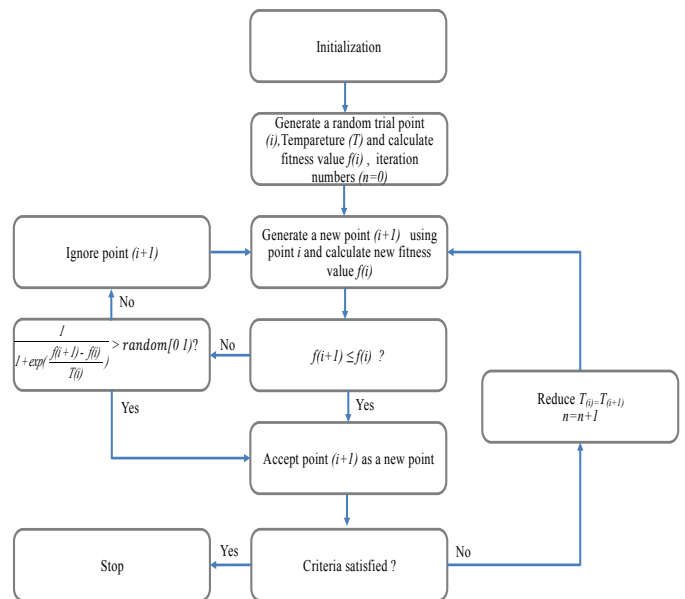 Initialization
Generate a random trial point
(i),Tempareture (T) and calculate
fitness value f(i) , iteration
numbers (n=0)
Generate a new point (i+1) using
point i and calculate new fitness
value f(i)
Ignore point (i+1)
No
1
1+exp( f(i+1) - f(i) / T(i) ) > random[0 1)?
No
f(i+1) ≤ f(i) ?
Yes
Yes
Reduce T(i)=T(i+1)
n=n+1
Accept point (i+1) as a new point
Stop
Yes
Criteria satisfied ?
No